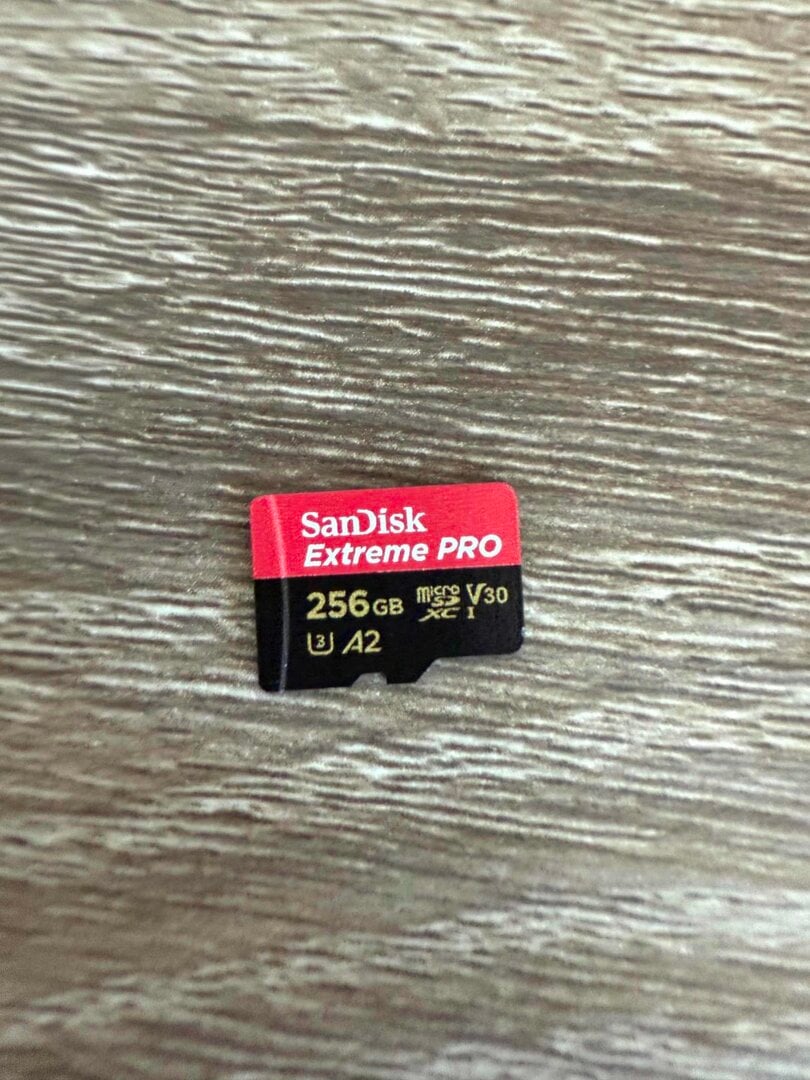 SanDisk
Extreme PRO
256GB micro SD XC I V30
U3 A2